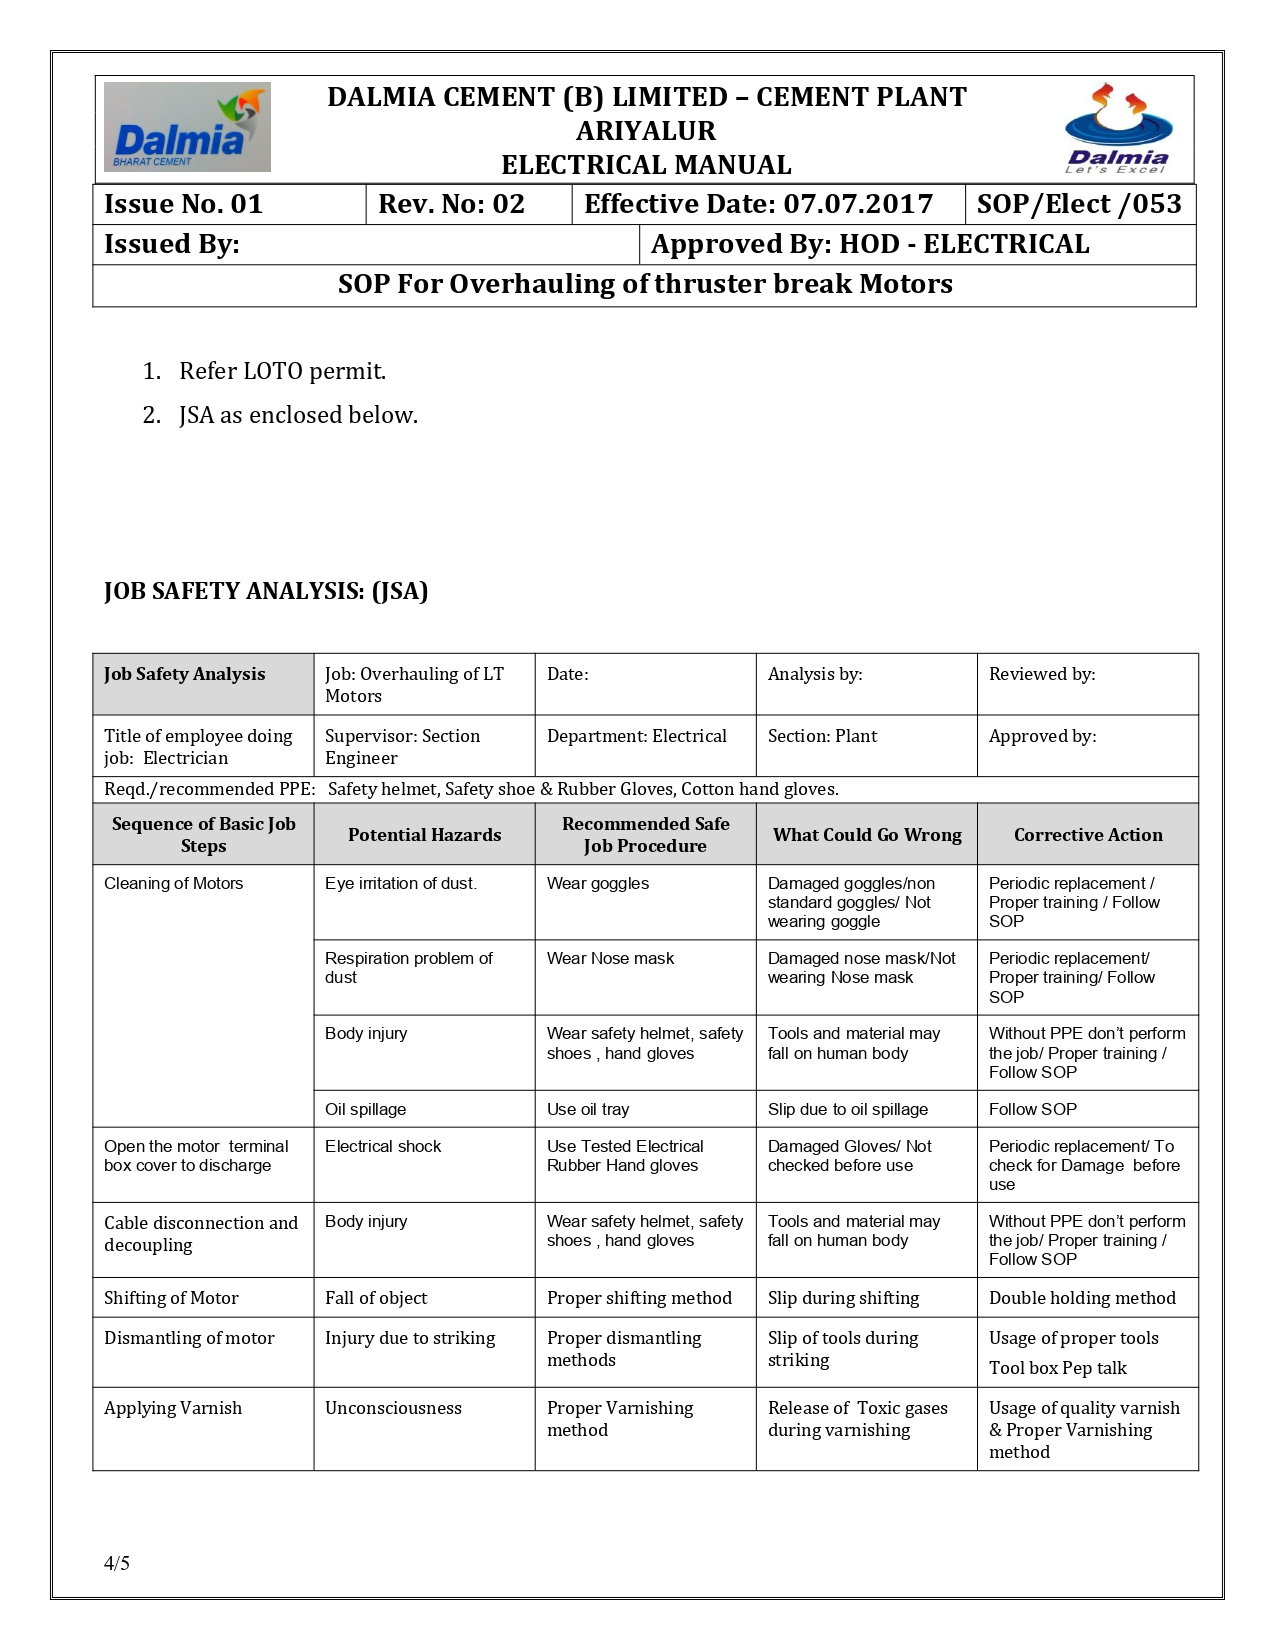 Dalmia
BHARAT CEMENT
DALMIA CEMENT (B) LIMITED – CEMENT PLANT
ARIYALUR
ELECTRICAL MANUAL
Dalmia
Let's Excel
Issue No. 01 Rev. No: 02 Effective Date: 07.07.2017 SOP/Elect /053
Issued By: Approved By: HOD - ELECTRICAL
SOP For Overhauling of thruster break Motors
1. Refer LOTO permit.
2. JSA as enclosed below.
JOB SAFETY ANALYSIS: (JSA)
Job Safety Analysis
Job: Overhauling of LT
Motors
Date:
Analysis by:
Reviewed by:
Title of employee doing
job: Electrician
Supervisor: Section
Engineer
Department: Electrical
Section: Plant
Approved by:
Reqd./recommended PPE: Safety helmet, Safety shoe & Rubber Gloves, Cotton hand gloves.
Sequence of Basic Job
Steps
Potential Hazards
Recommended Safe
Job Procedure
What Could Go Wrong
Corrective Action
Cleaning of Motors
Eye irritation of dust.
Wear goggles
Damaged goggles/non
standard goggles/ Not
wearing goggle
Periodic replacement /
Proper training / Follow
SOP
Respiration problem of
dust
Wear Nose mask
Damaged nose mask/Not
wearing Nose mask
Periodic replacement/
Proper training/ Follow
SOP
Body injury
Wear safety helmet, safety
shoes , hand gloves
Tools and material may
fall on human body
Without PPE don’t perform
the job/ Proper training /
Follow SOP
Oil spillage
Use oil tray
Slip due to oil spillage
Follow SOP
Open the motor terminal
box cover to discharge
Electrical shock
Use Tested Electrical
Rubber Hand gloves
Damaged Gloves/ Not
checked before use
Periodic replacement/ To
check for Damage before
use
Cable disconnection and
decoupling
Body injury
Wear safety helmet, safety
shoes , hand gloves
Tools and material may
fall on human body
Without PPE don’t perform
the job/ Proper training /
Follow SOP
Shifting of Motor
Fall of object
Proper shifting method
Slip during shifting
Double holding method
Dismantling of motor
Injury due to striking
Proper dismantling
methods
Slip of tools during
striking
Usage of proper tools
Tool box Pep talk
Applying Varnish
Unconsciousness
Proper Varnishing
method
Release of Toxic gases
during varnishing
Usage of quality varnish
& Proper Varnishing
method
4/5